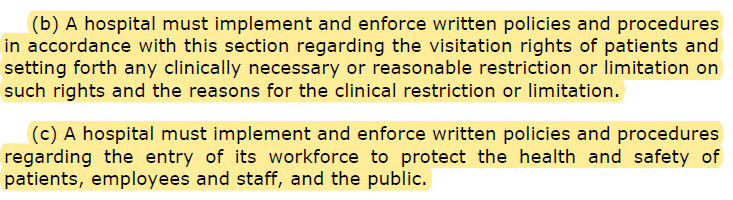 (b) A hospital must implement and enforce written policies and procedures
in accordance with this section regarding the visitation rights of patients and
setting forth any clinically necessary or reasonable restriction or limitation on
such rights and the reasons for the clinical restriction or limitation.
(c) A hospital must implement and enforce written policies and procedures
regarding the entry of its workforce to protect the health and safety of
patients, employees and staff, and the public.